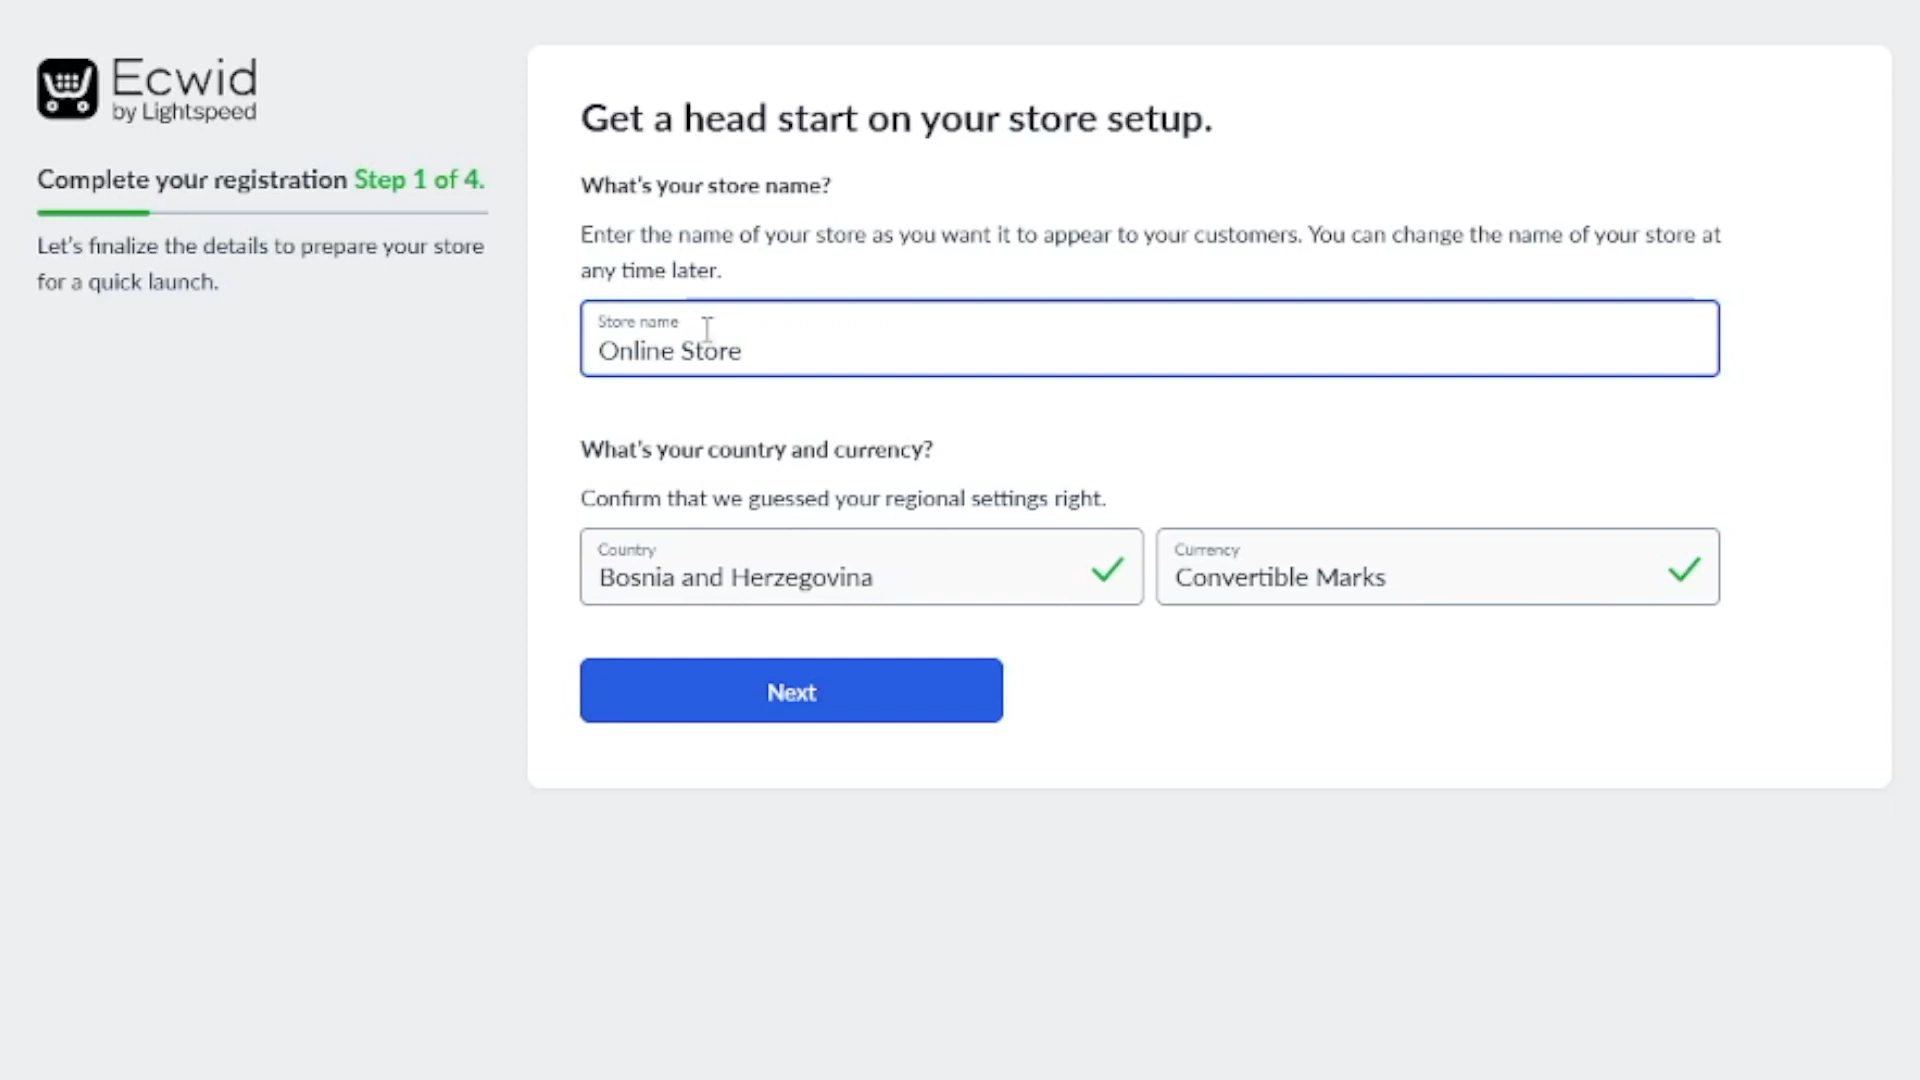 Ecwid
by Lightspeed
Complete your registration Step 1 of 4.
Let's finalize the details to prepare your store
for a quick launch.
Get a head start on your store setup.
What's your store name?
Enter the name of your store as you want it to appear to your customers. You can change the name of your store at
any time later.
Store name
Online Store
What's your country and currency?
Confirm that we guessed your regional settings right.
Country
Bosnia and Herzegovina
Currency
Convertible Marks
Next